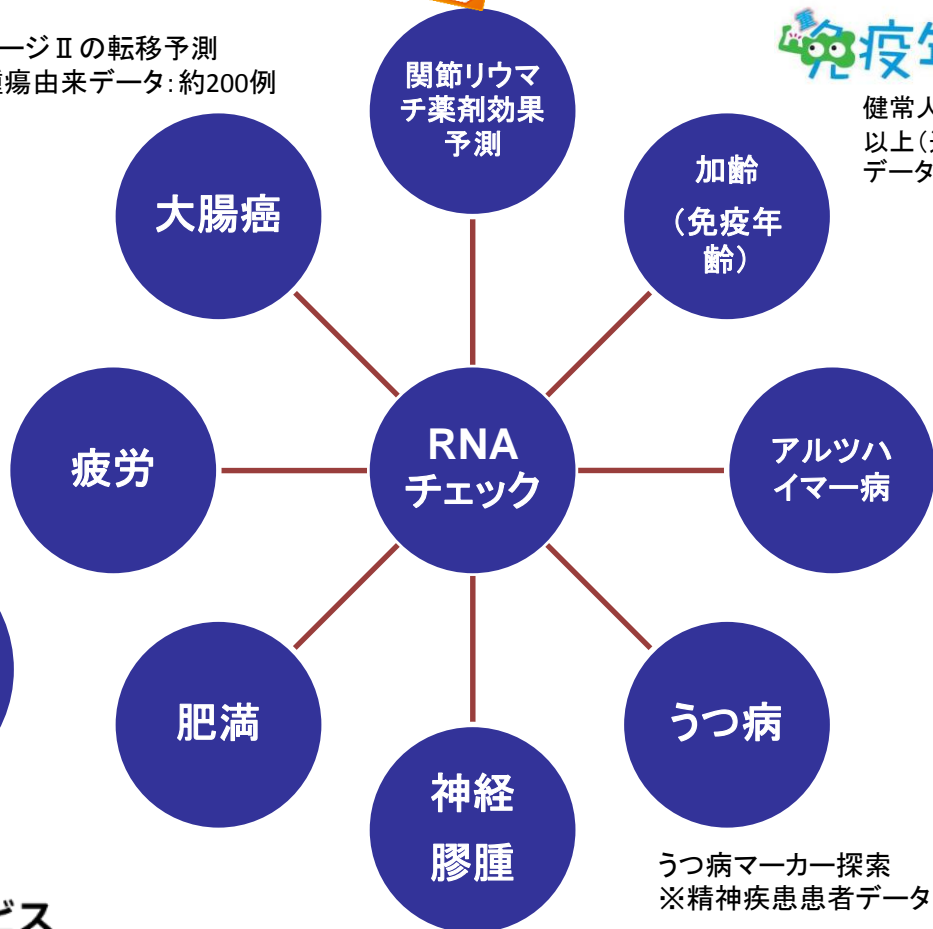 ージⅡの転移予測
腫瘍由来データ：約200例
関節リウマ
チ薬剤効果
予測
重
免疫年
健常人
以上（
データ
大腸癌
加齢
（免疫年
齢）
疲労
RNA
チェック
アルツハ
イマー病
肥満
うつ病
神経
膠腫
うつ病マーカー探索
※精神疾患患者データ
ビス